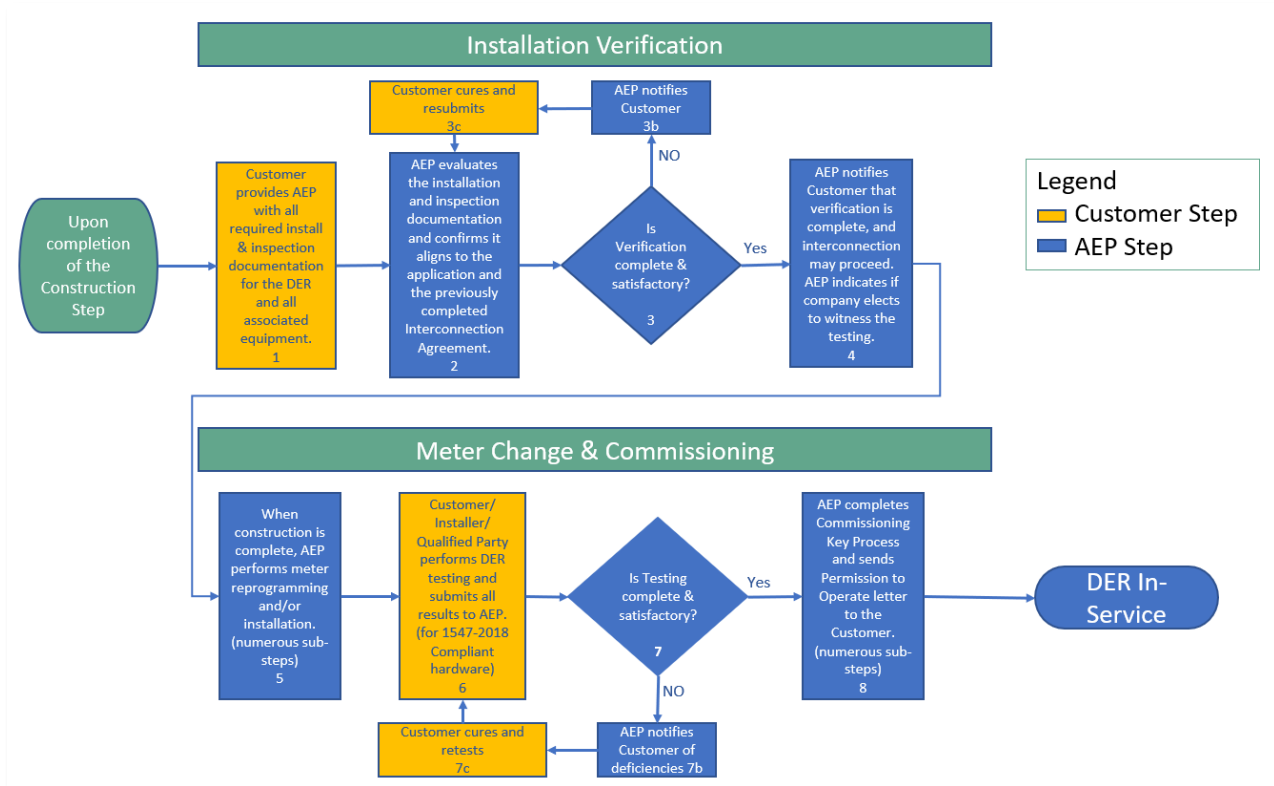 Installation Verification
Customer cures and
resubmits
3c
AEP notifies
Customer
3b
NO
Upon
completion
of the
Construction
Step
Customer
provides AEP
with all
required install
& inspection
documentation
for the DER
and all
associated
equipment.
1
AEP evaluates
the installation
and inspection
documentation
and confirms it
aligns to the
application and
the previously
completed
Interconnection
Agreement.
2
Is
Verification
complete &
satisfactory?
3
Yes
AEP notifies
Customer that
verification is
complete, and
interconnection
may proceed.
AEP indicates if
company elects
to witness the
testing.
4
Legend
Customer Step
AEP Step
Meter Change & Commissioning
When
construction is
complete, AEP
performs meter
reprogramming
and/or
installation.
(numerous sub-
steps)
5
Customer/
Installer/
Qualified Party
performs DER
testing and
submits all
results to AEP.
(for 1547-2018
Compliant
hardware)
6
Is Testing
complete &
satisfactory?
7
Yes
AEP completes
Commissioning
Key Process
and sends
Permission to
Operate letter
to the
Customer.
(numerous sub-
steps)
8
DER In-
Service
NO
AEP notifies
Customer of
deficiencies 7b
Customer cures and
retests
7c